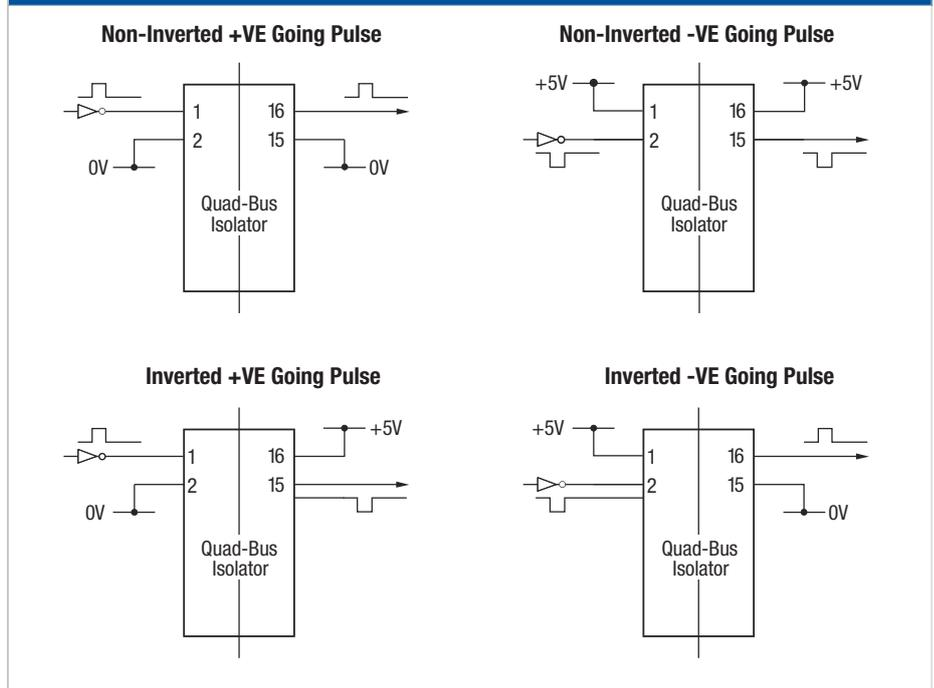 Non-Inverted +VE Going Pulse
1
16
2
15
0V
0V
Quad-Bus
Isolator
Non-Inverted -VE Going Pulse
+5V
+5V
1
16
2
15
Quad-Bus
Isolator
Inverted +VE Going Pulse
+5V
1
16
2
15
0V
Quad-Bus
Isolator
Inverted -VE Going Pulse
+5V
1
16
2
15
0V
Quad-Bus
Isolator